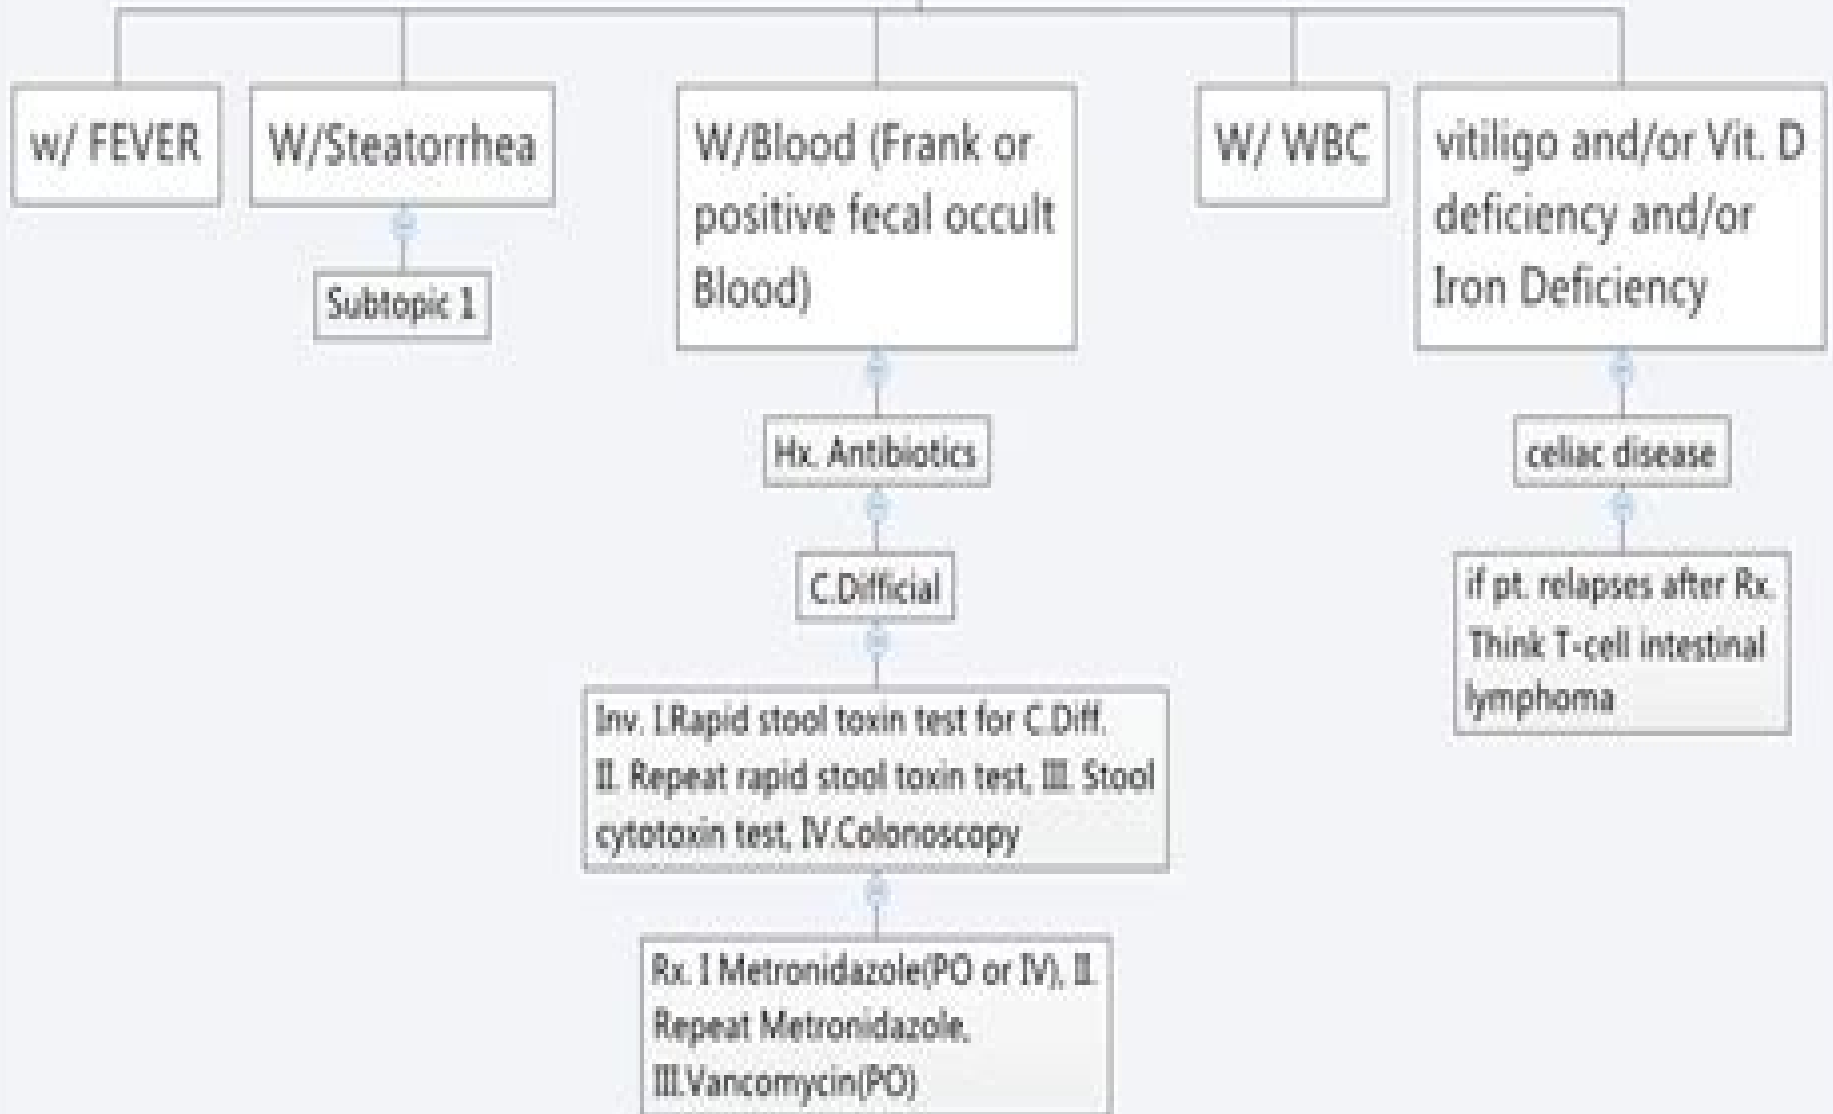 w/ FEVER
W/Steatorrhea
Subtopic 1
W/Blood (Frank or
positive fecal occult
Blood)
Hx. Antibiotics
C.Difficial
Inv. I.Rapid stool toxin test for C.Diff.
II. Repeat rapid stool toxin test, III. Stool
cytotoxin test, IV.Colonoscopy
Rx. I Metronidazole(PO or IV), II.
Repeat Metronidazole,
III.Vancomycin(PO)
W/ WBC
vitiligo and/or Vit. D
deficiency and/or
Iron Deficiency
celiac disease
if pt. relapses after Rx.
Think T-cell intestinal
lymphoma